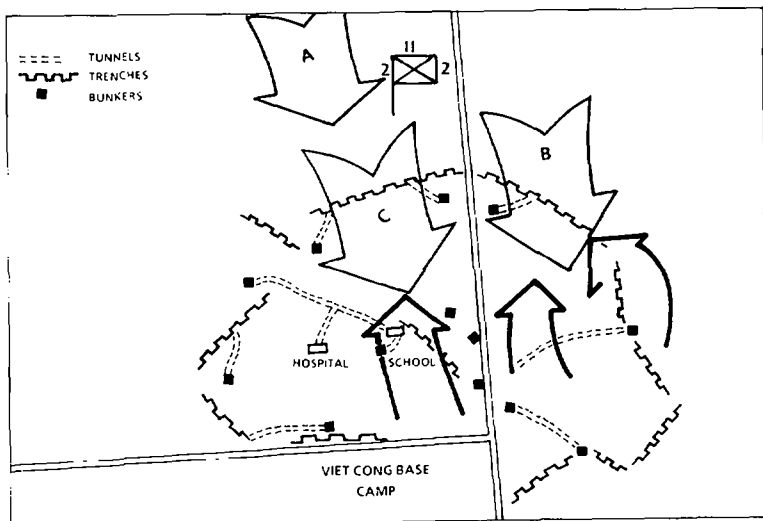 TUNNELS
TRENCHES
BUNKERS
A
II
2 2
B
C
HOSPITAL
SCHOOL
VIET CONG BASE
CAMP